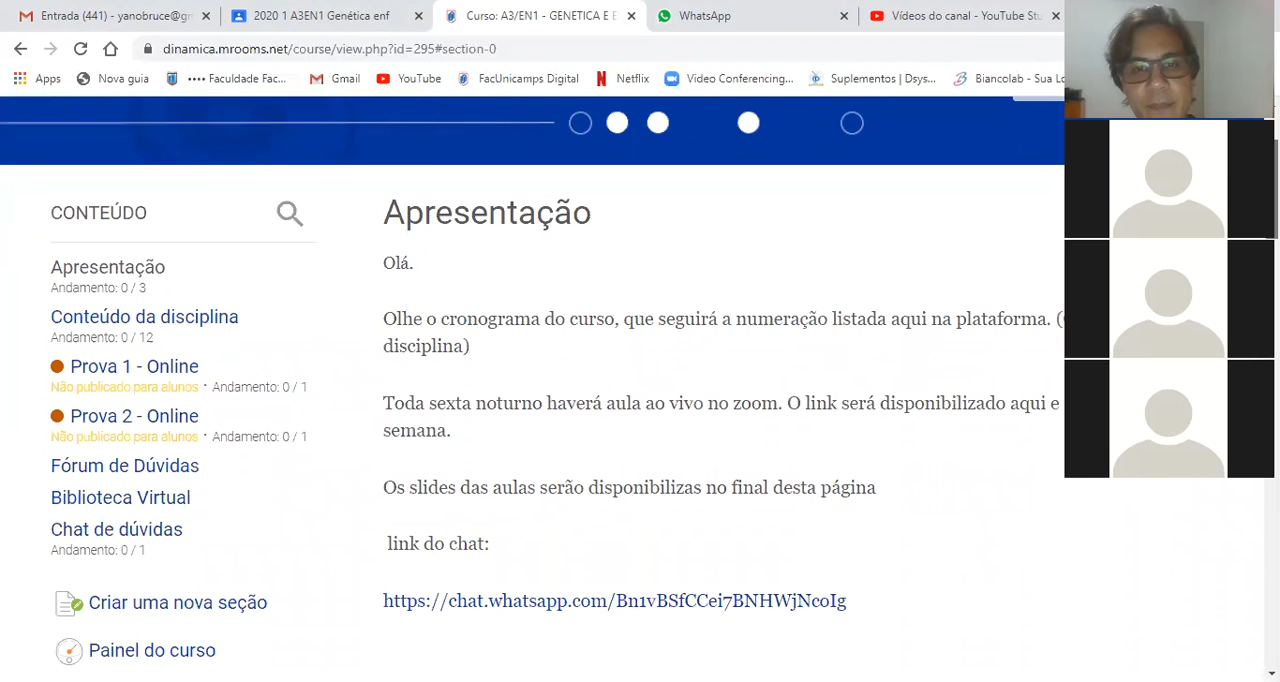 Entrada (441) - yanobruce@gr
2020 1 A3EN1 Genética enf
Curso: A3/EN1 - GENETICA E E
WhatsApp
Vídeos do canal - YouTube Stu
dinamica.mrooms.net/course/view.php?id=295#section-0
Apps
Nova guia
•••• Faculdade Fac...
Gmail
YouTube
FacUnicamps Digital
Netflix
Video Conferencing,...
Suplementos | Dsys...
Biancolab - Sua Lo
CONTEÚDO
Apresentação
Andamento: 0 / 3
Conteúdo da disciplina
Andamento: 0 / 12
Prova 1 - Online
Não publicado para alunos · Andamento: 0 / 1
Prova 2 - Online
Não publicado para alunos · Andamento: 0 / 1
Fórum de Dúvidas
Biblioteca Virtual
Chat de dúvidas
Andamento: 0 / 1
Criar uma nova seção
Painel do curso
Apresentação
Olá.
Olhe o cronograma do curso, que seguirá a numeração listada aqui na plataforma. (
disciplina)
Toda sexta noturno haverá aula ao vivo no zoom. O link será disponibilizado aqui e
semana.
Os slides das aulas serão disponibilizas no final desta página
link do chat:
https://chat.whatsapp.com/Bn1vBSfCCei7BNHWjNcoIg